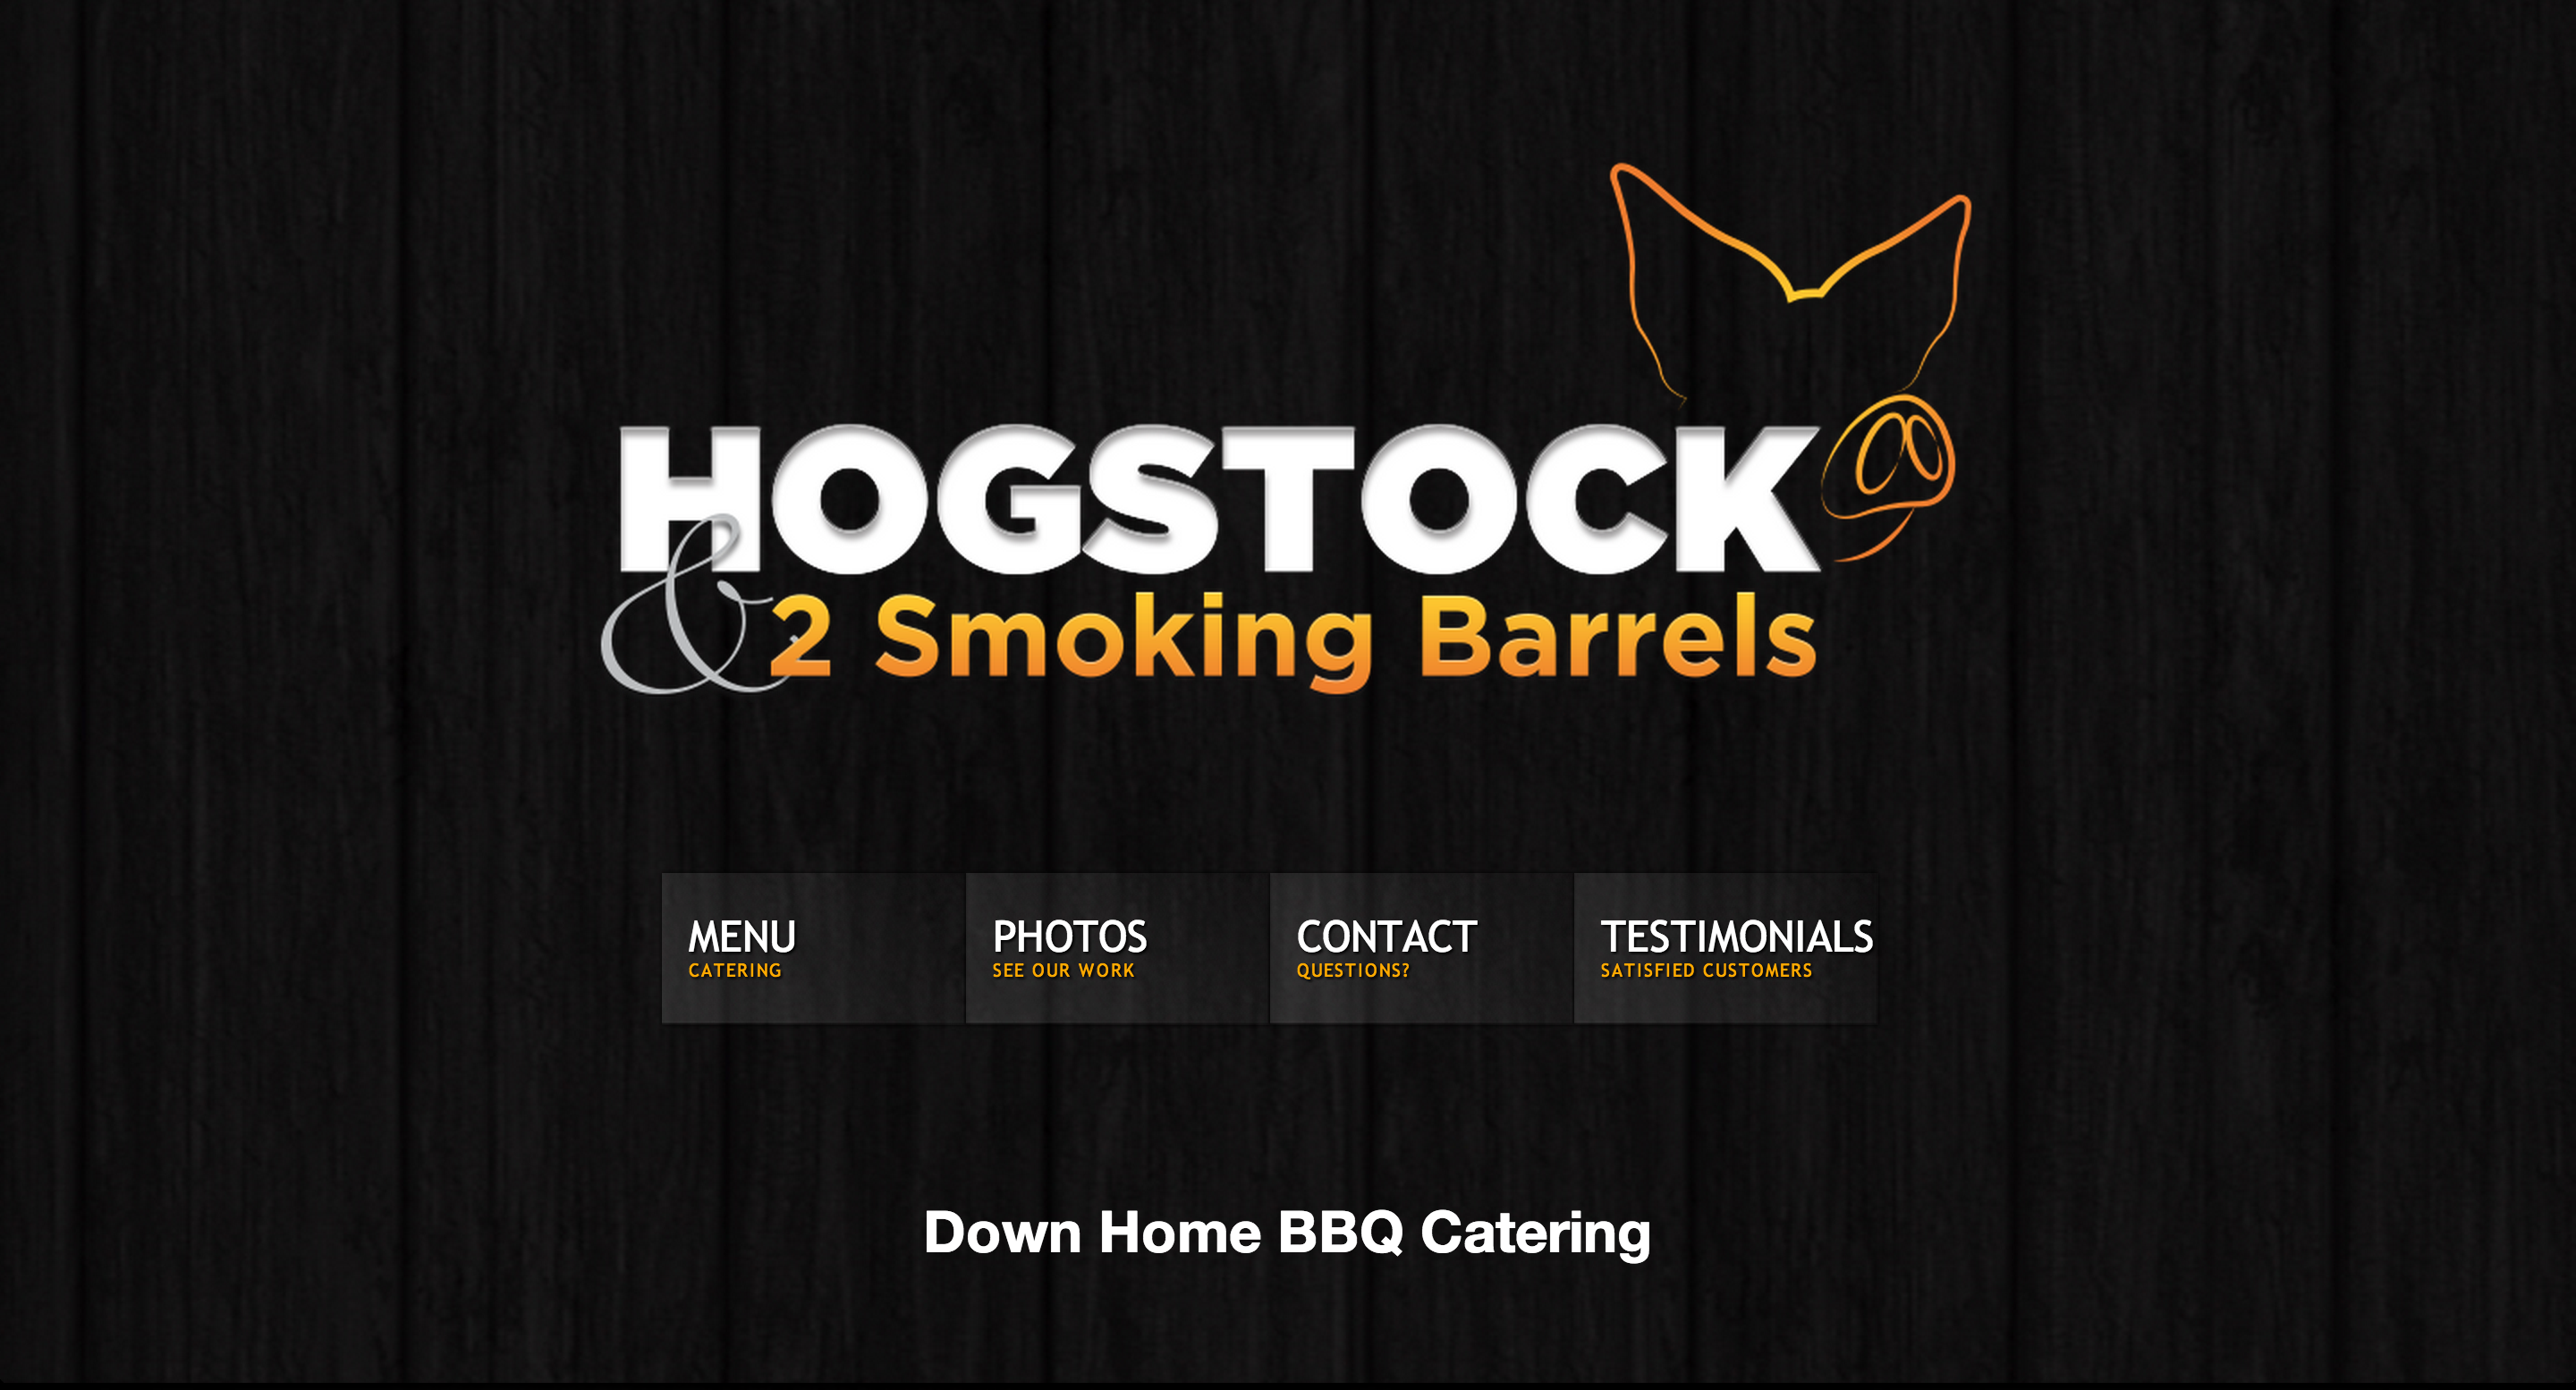 HOGSTOCK
& 2 Smoking Barrels
MENU
CATERING
PHOTOS
SEE OUR WORK
CONTACT
QUESTIONS?
TESTIMONIALS
SATISFIED CUSTOMERS
Down Home BBQ Catering